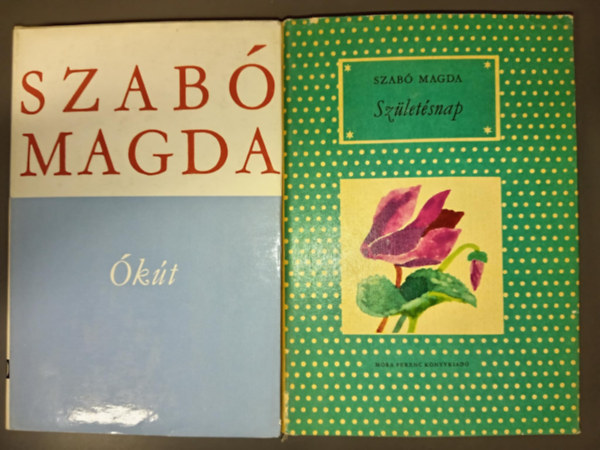 SZABÓ
MAGDA
Ókút
SZABÓ MAGDA
Születésnap
MÓRA FERENC KÖNYVKIADÓ